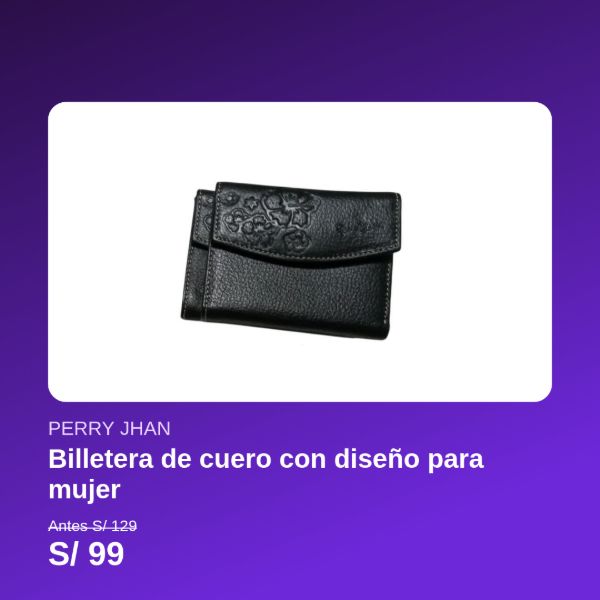 PERRY JHAN
Billetera de cuero con diseño para
mujer
Antes S/ 129
S/ 99